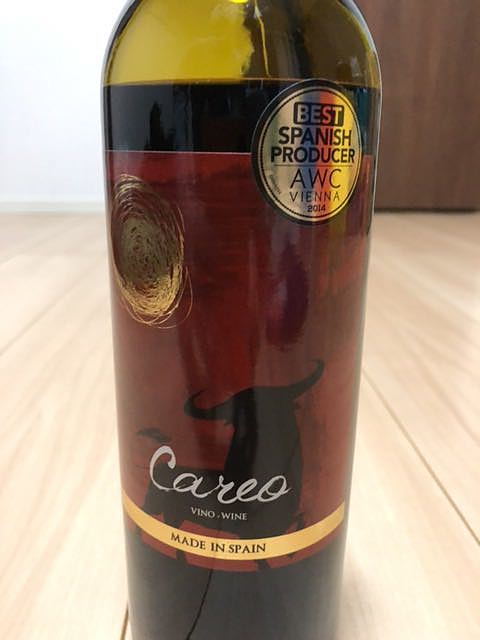 BEST
SPANISH
PRODUCER
AWC
VIENNA
2014
Careo
VINO . WINE
MADE IN SPAIN